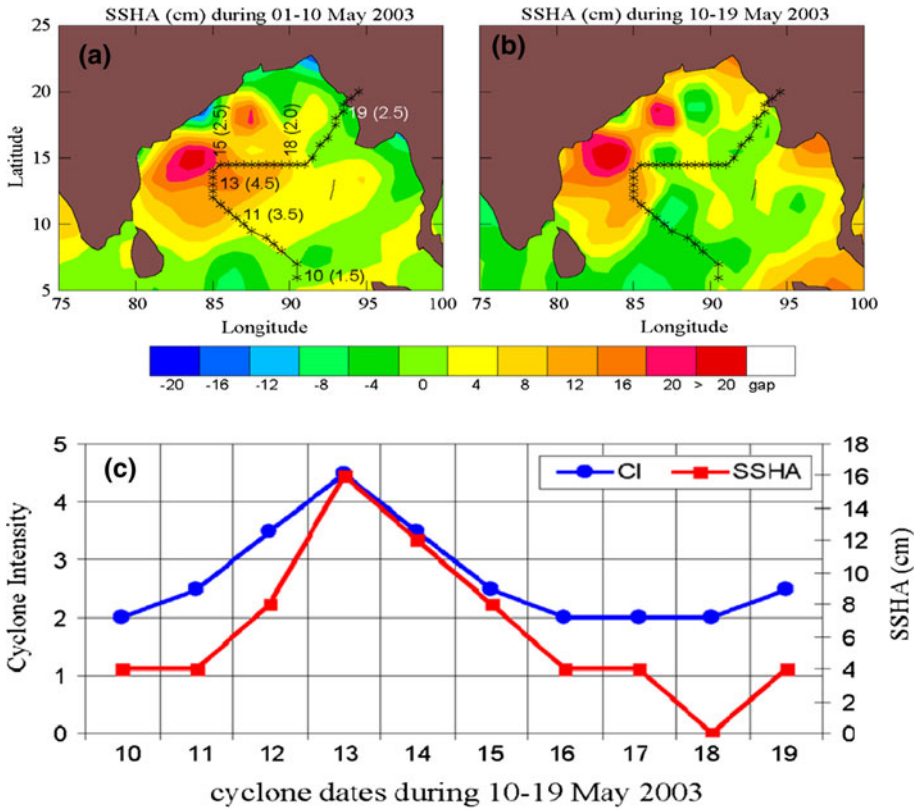 SSHA (cm) during 01-10 May 2003
SSHA (cm) during 10-19 May 2003
(a)
(b)
25
20
15
10
5
Latitude
15 (2.5)
18 (2.0)
19 (2.5)
13 (4.5)
11 (3.5)
10 (1.5)
75 80 85 90 95 100
75 80 85 90 95 100
Longitude
Longitude
-20 -16 -12 -8 -4 0 4 8 12 16 20 > 20 gap
(c)
CI SSHA
Cyclone Intensity
5
4
3
2
1
0
SSHA (cm)
18
16
14
12
10
8
6
4
2
0
10 11 12 13 14 15 16 17 18 19
cyclone dates during 10-19 May 2003